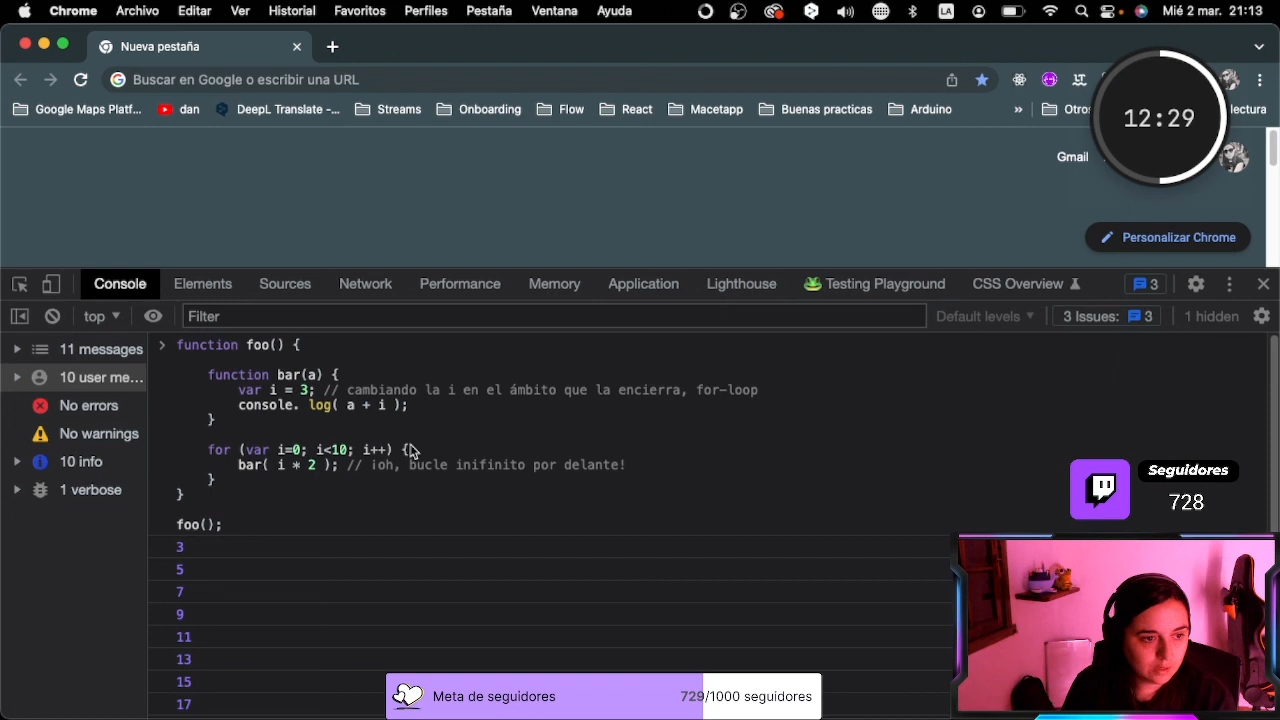 Chrome Archivo Editar Ver Historial Favoritos Perfiles Pestaña Ventana Ayuda LA Mié 2 mar. 21:13
Nueva pestaña
Buscar en Google o escribir una URL
Google Maps Platf... dan DeepL Translate -... Streams Onboarding Flow React Macetapp Buenas practicas Arduino » Otros lectura
12:29
Gmail
Personalizar Chrome
Console Elements Sources Network Performance Memory Application Lighthouse 🐸 Testing Playground CSS Overview 3
top Filter Default levels 3 Issues: 3 1 hidden
11 messages
10 user me...
No errors
No warnings
10 info
1 verbose
function foo() {
function bar(a) {
var i = 3; // cambiando la i en el ámbito que la encierra, for-loop
console. log( a + i );
}
for (var i=0; i<10; i++) {
bar( i * 2 ); // ¡oh, bucle inifinito por delante!
}
}
foo();
3
5
7
9
11
13
15
17
Seguidores
728
Meta de seguidores 729/1000 seguidores